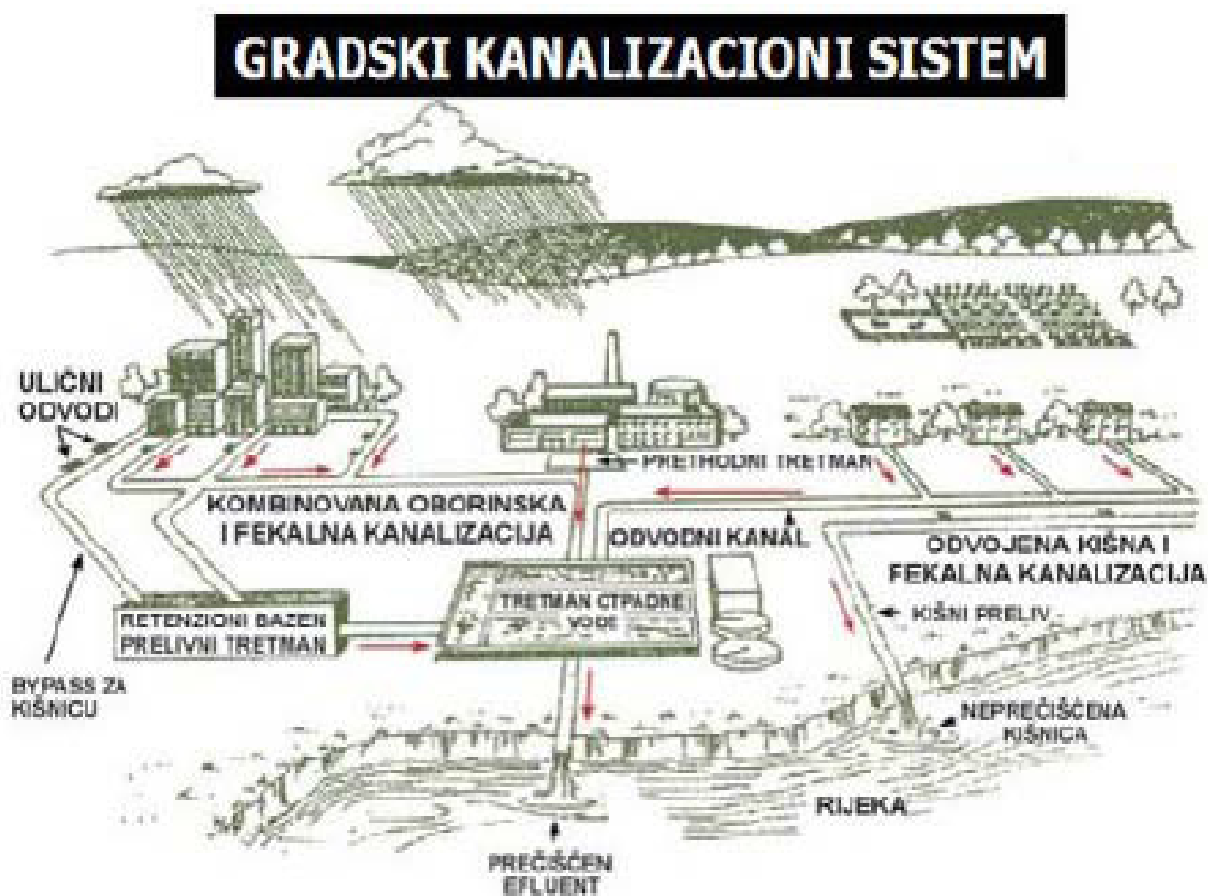 GRADSKI KANALIZACIONI SISTEM
ULIČNI
ODVODI
PRETHODNI TRETMAN
KOMBINOVANA OBORINSKA
I FEKALNA KANALIZACIJA
ODVODNI KANAL
ODVOJENA KIŠNA I
FEKALNA KANALIZACIJA
RETENZIONI BAZEN
PRELIVNI TRETMAN
TRETMAN OTPADNE
VODE
KIŠNI PRELIV
BYPASS ZA
KIŠNICU
NEPREČIŠĆENA
KIŠNICA
RIJEKA
PREČIŠĆEN
EFLUENT